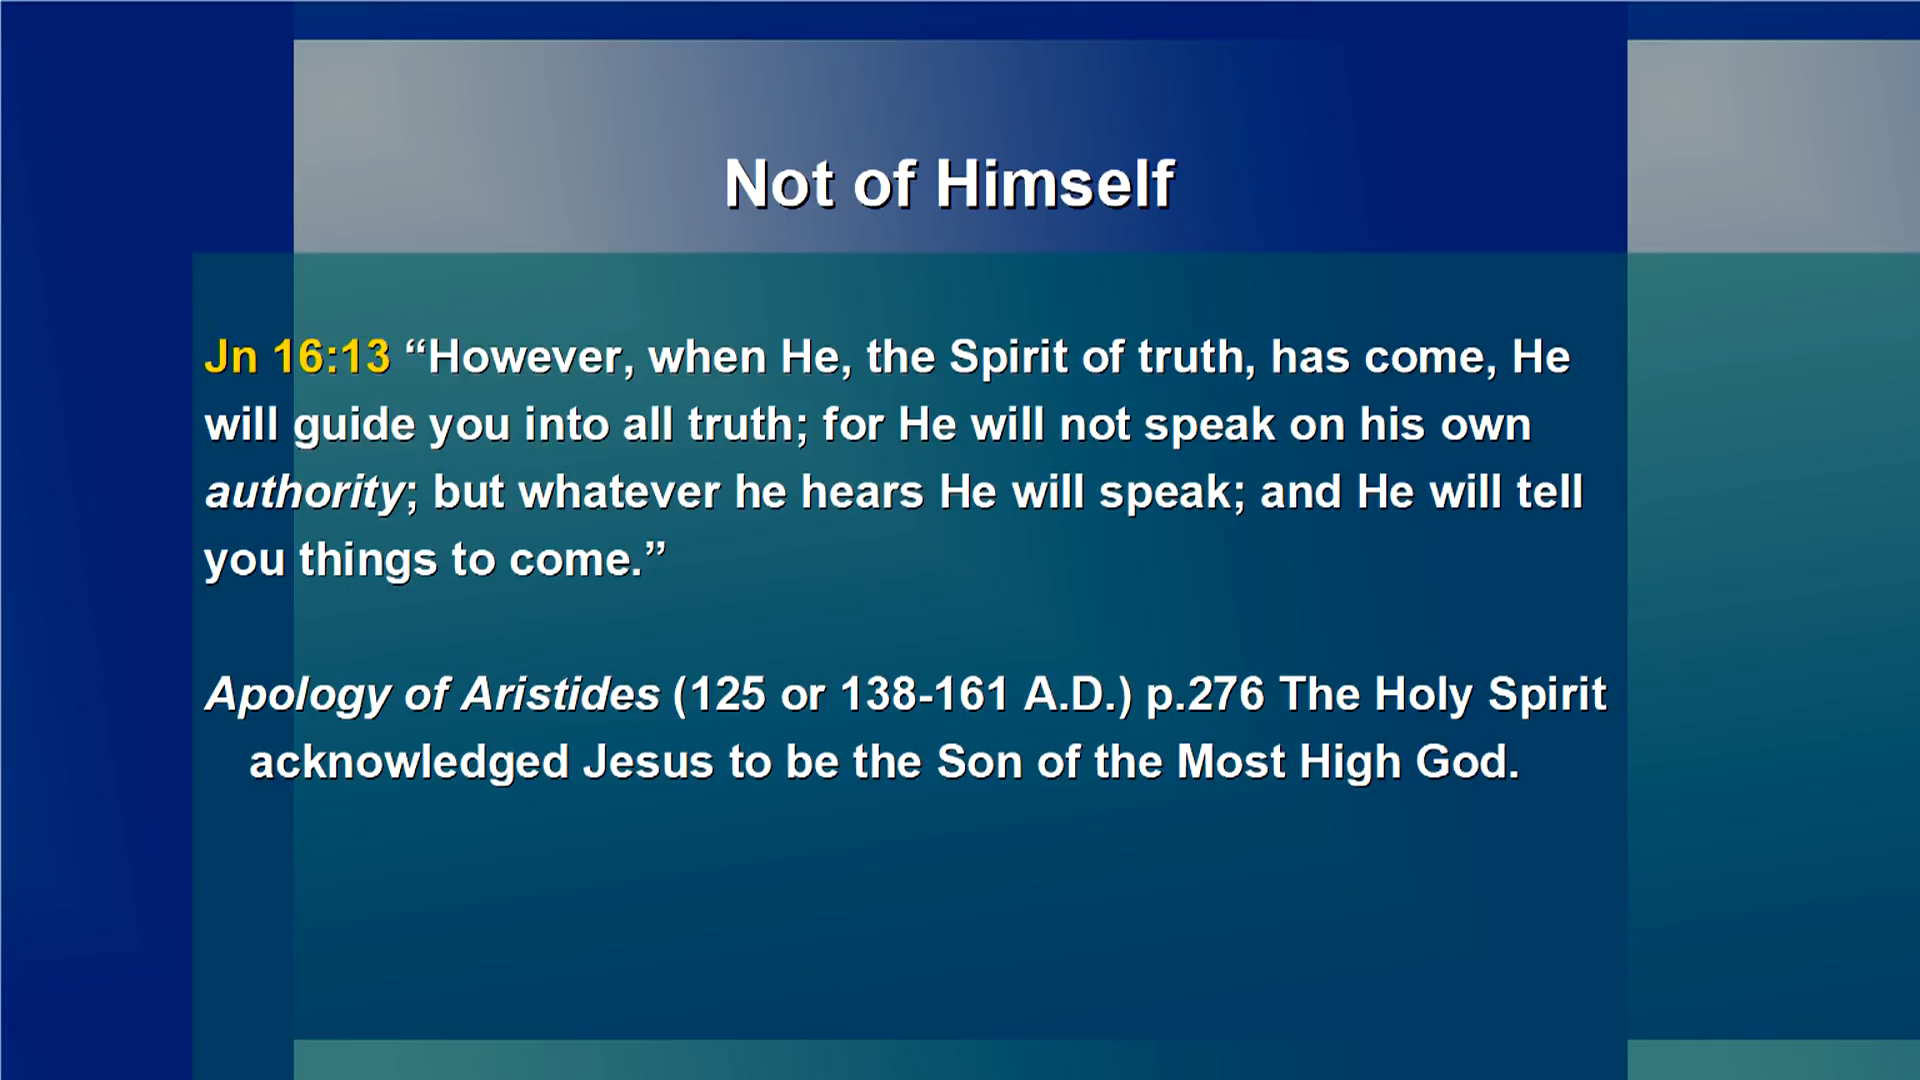 Not of Himself
Jn 16:13 “However, when He, the Spirit of truth, has come, He
will guide you into all truth; for He will not speak on his own
authority; but whatever he hears He will speak; and He will tell
you things to come.”
Apology of Aristides (125 or 138-161 A.D.) p.276 The Holy Spirit
acknowledged Jesus to be the Son of the Most High God.